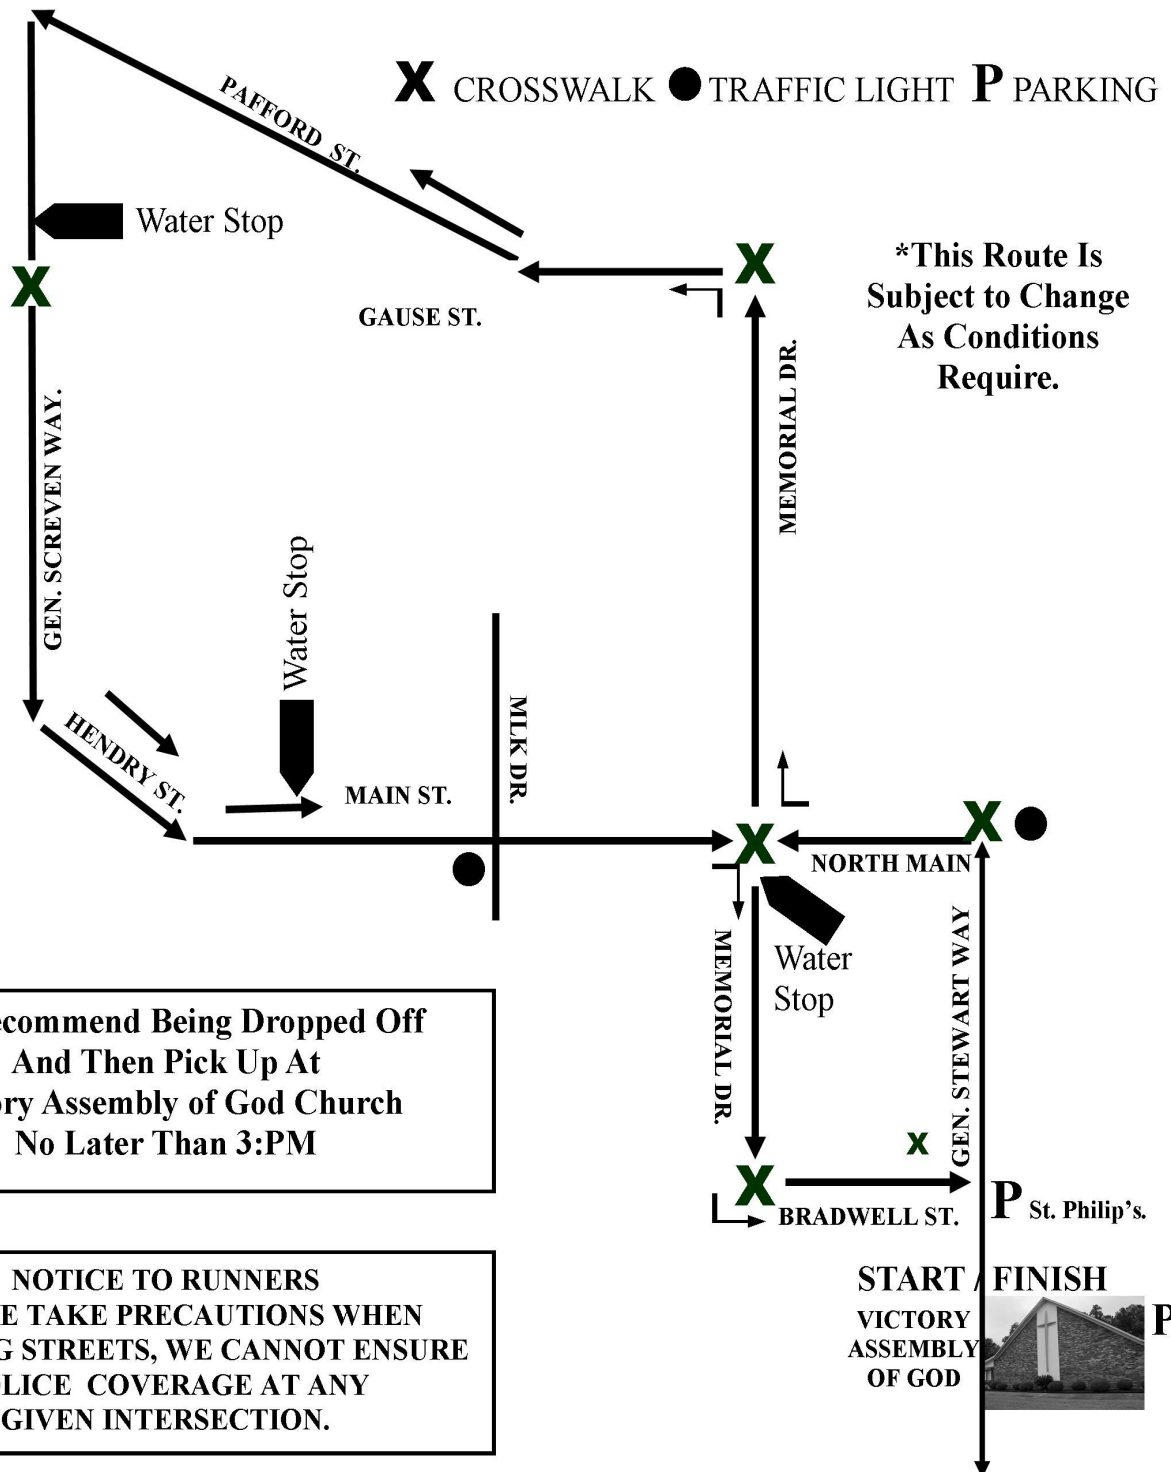 X CROSSWALK ● TRAFFIC LIGHT P PARKING
PAFFORD ST.
Water Stop
X
X
*This Route Is
Subject to Change
As Conditions
Require.
GAUSE ST.
MEMORIAL DR.
GEN. SCREVEN WAY.
Water Stop
HENDRY ST.
MAIN ST.
MLK DR.
X
X
NORTH MAIN
Water
Stop
MEMORIAL DR.
GEN. STEWART WAY
ecommend Being Dropped Off
And Then Pick Up At
ory Assembly of God Church
No Later Than 3:PM
X
X
BRADWELL ST.
P St. Philip's.
NOTICE TO RUNNERS
E TAKE PRECAUTIONS WHEN
G STREETS, WE CANNOT ENSURE
LICE COVERAGE AT ANY
GIVEN INTERSECTION.
START / FINISH
VICTORY
ASSEMBLY
OF GOD
P